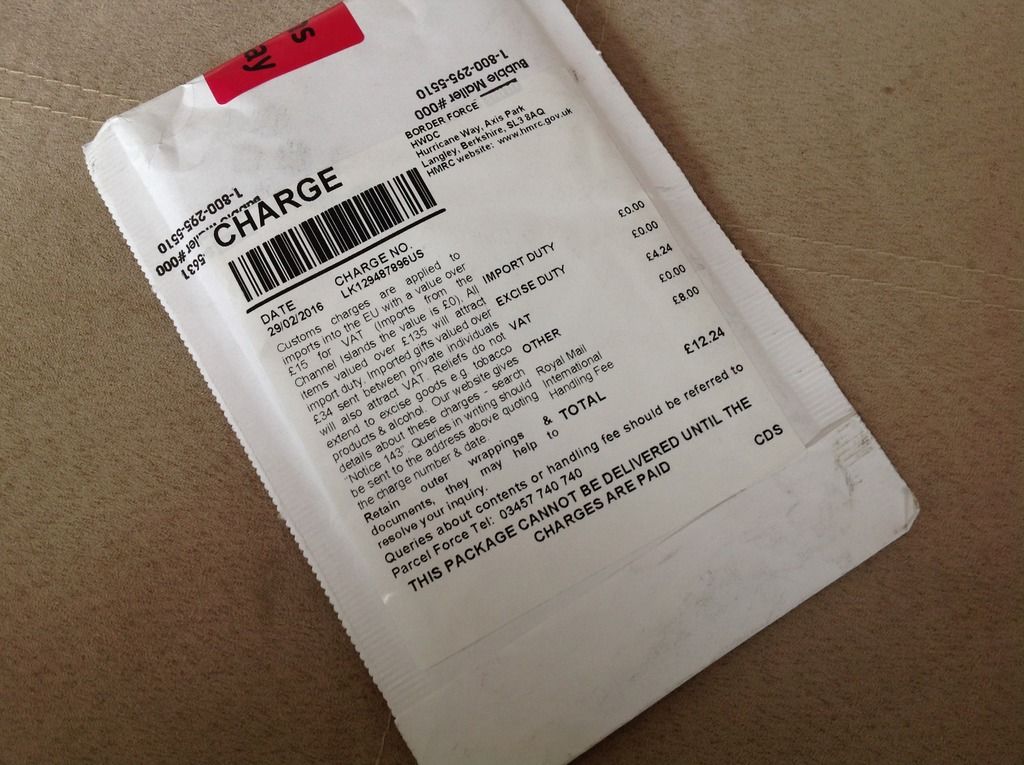 ns
ay
Bubble Mailer #000
1-800-295-5510
BORDER FORCE
HWDC
Hurricane Way, Axis Park
Langley, Berkshire, SL3 8AQ
HMRC website: www.hmrc.gov.uk
#000
1-800-295-5510
5631
CHARGE
DATE CHARGE NO.
29/02/2016 LK129487896US
Customs charges are applied to
imports into the EU with a value over
£15 for VAT (Imports from the
Channel Islands the value is £0), All
items valued over £135 will attract
import duty. Imported gifts valued over
£34 sent between private individuals
will also attract VAT. Reliefs do not
extend to excise goods e.g. tobacco
products & alcohol. Our website gives
details about these charges - search
"Notice 143" Queries in writing should
be sent to the address above quoting
the charge number & date.
Retain outer wrappings &
documents, they may help to
resolve your inquiry.
IMPORT DUTY £0.00
EXCISE DUTY £0.00
VAT £4.24
OTHER £0.00
Royal Mail £8.00
International
Handling Fee
TOTAL £12.24
Queries about contents or handling fee should be referred to
Parcel Force Tel: 03457 740 740
THIS PACKAGE CANNOT BE DELIVERED UNTIL THE
CHARGES ARE PAID
CDS